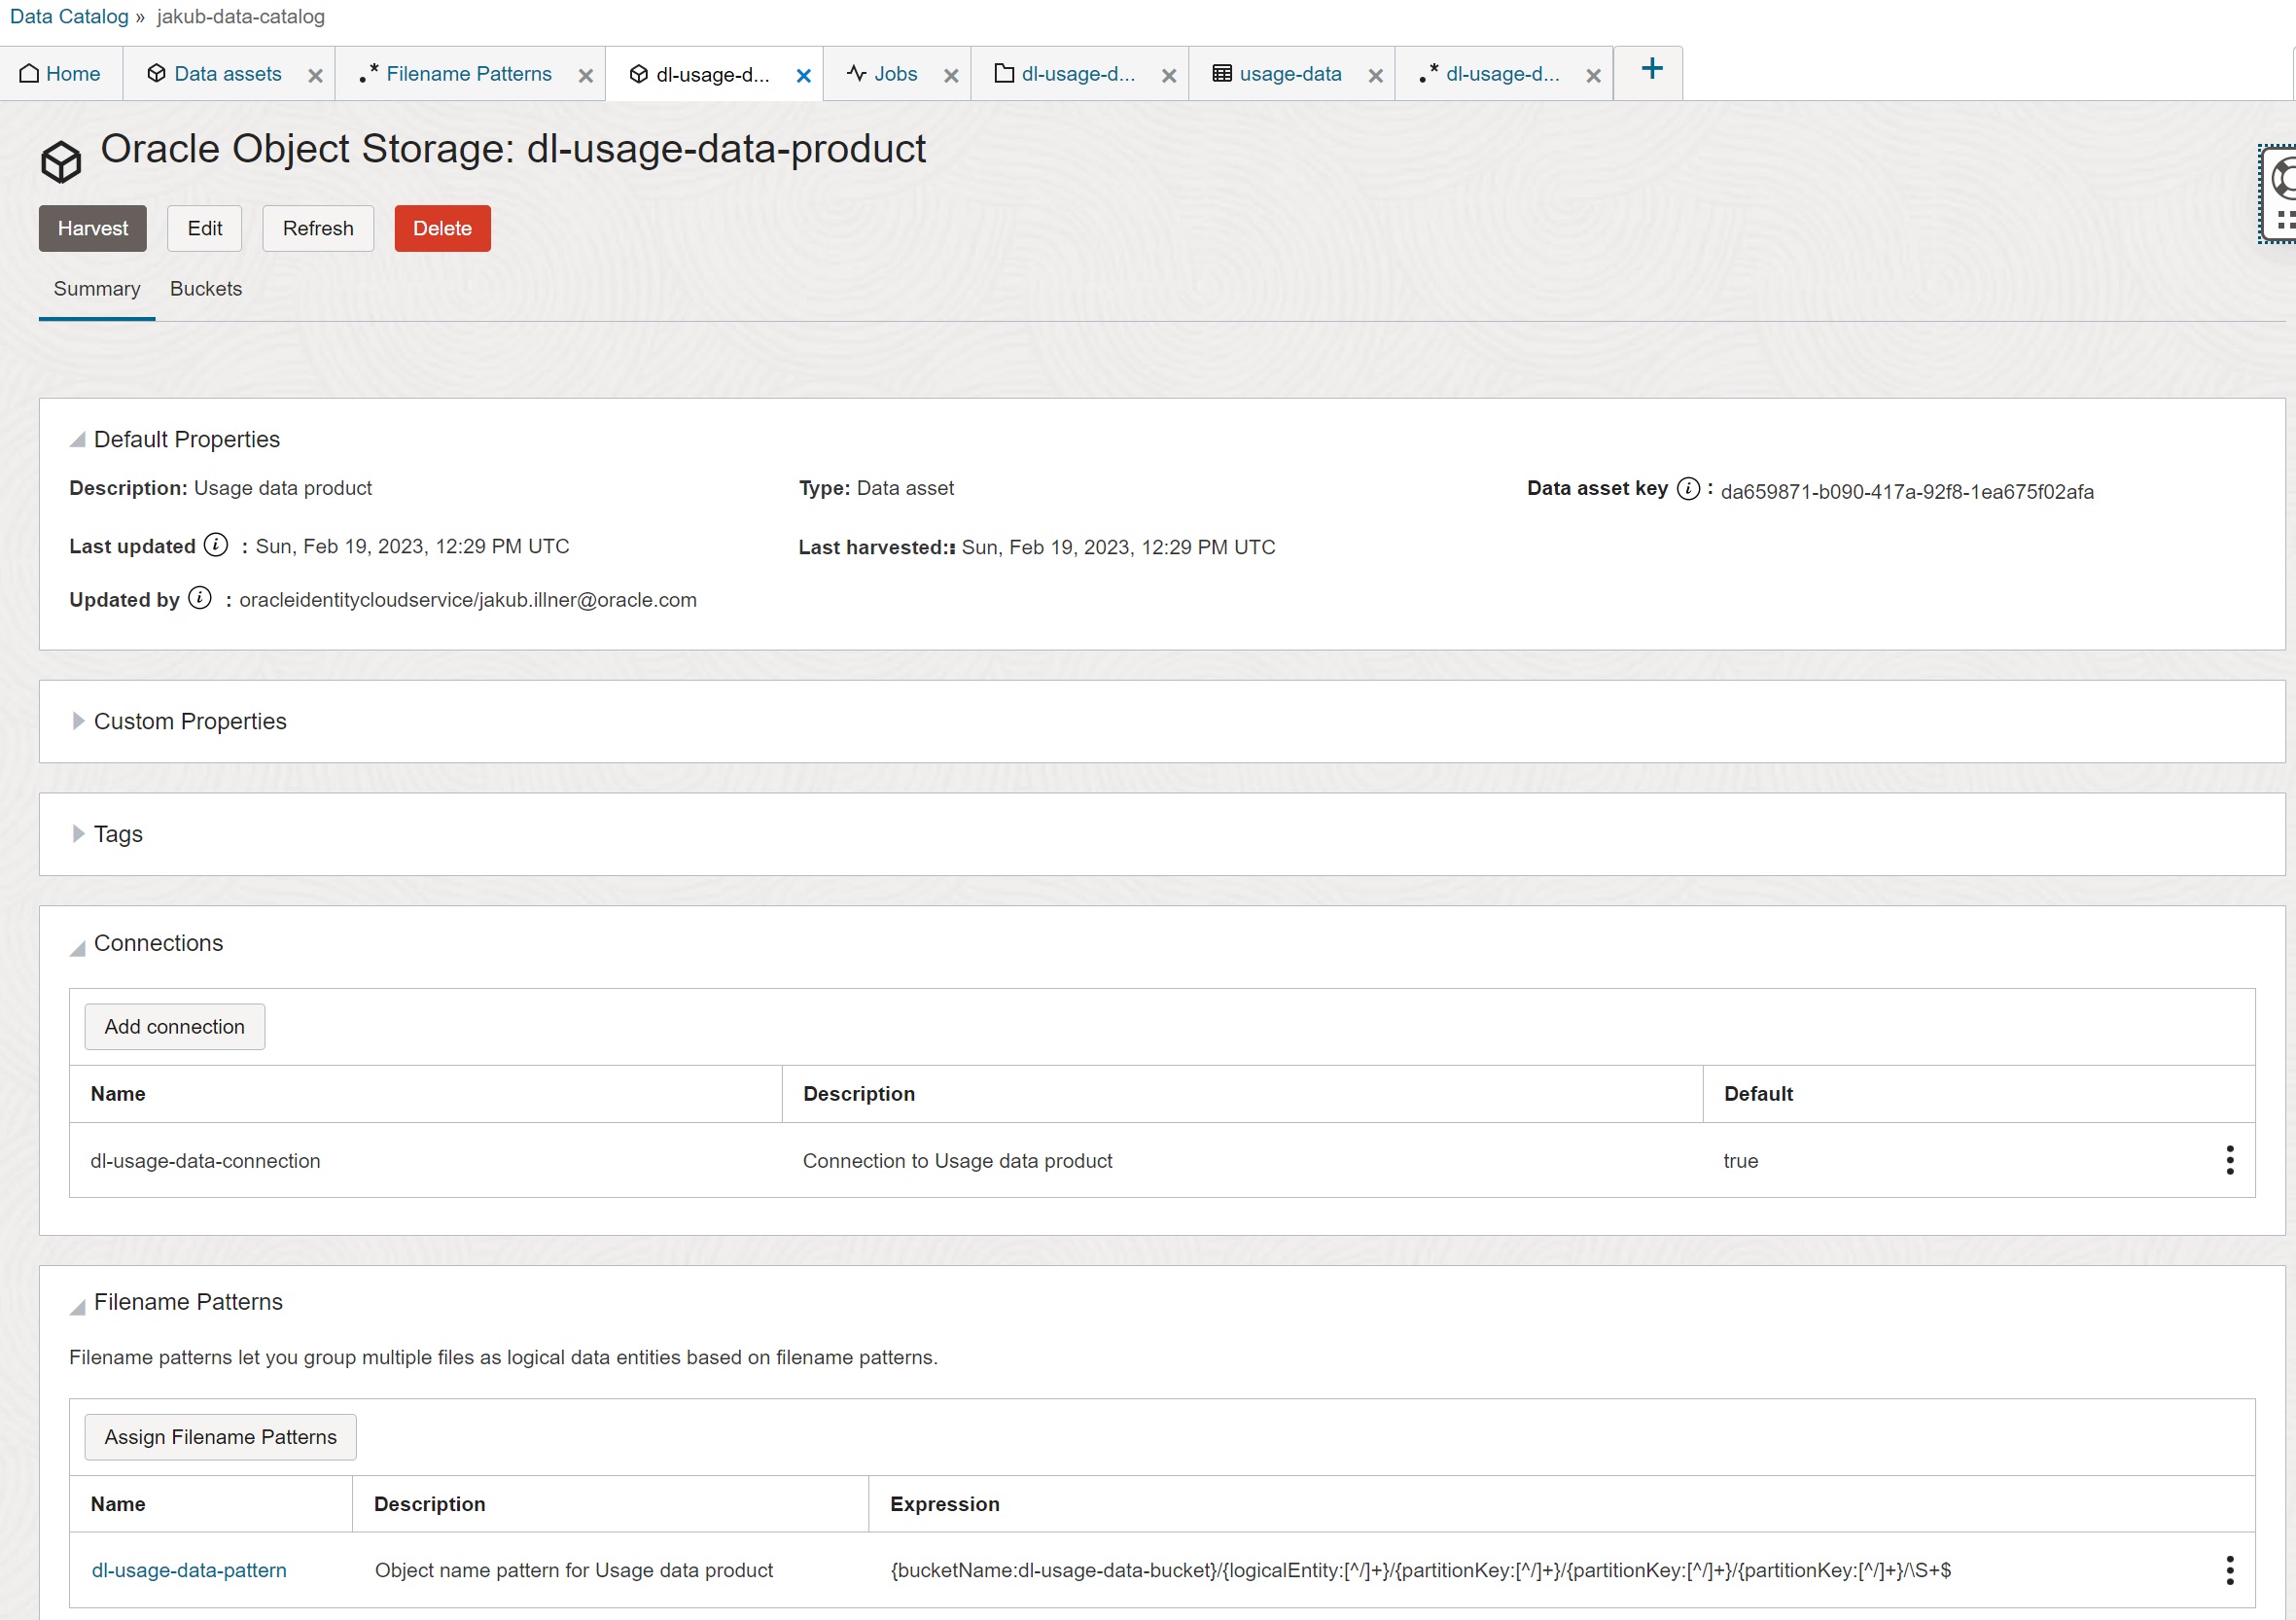 Data Catalog » jakub-data-catalog
Home Data assets Filename Patterns dl-usage-d... Jobs dl-usage-d... usage-data dl-usage-d... +
Oracle Object Storage: dl-usage-data-product
Harvest Edit Refresh Delete
Summary Buckets
Default Properties
Description: Usage data product Type: Data asset Data asset key : da659871-b090-417a-92f8-1ea675f02afa
Last updated : Sun, Feb 19, 2023, 12:29 PM UTC Last harvested:: Sun, Feb 19, 2023, 12:29 PM UTC
Updated by : oracleidentitycloudservice/jakub.illner@oracle.com
Custom Properties
Tags
Connections
Add connection
Name Description Default
dl-usage-data-connection Connection to Usage data product true
Filename Patterns
Filename patterns let you group multiple files as logical data entities based on filename patterns.
Assign Filename Patterns
Name Description Expression
dl-usage-data-pattern Object name pattern for Usage data product {bucketName:dl-usage-data-bucket}/{logicalEntity:[^/]+}/{partitionKey:[^/]+}/{partitionKey:[^/]+}/{partitionKey:[^/]+}/\S+$